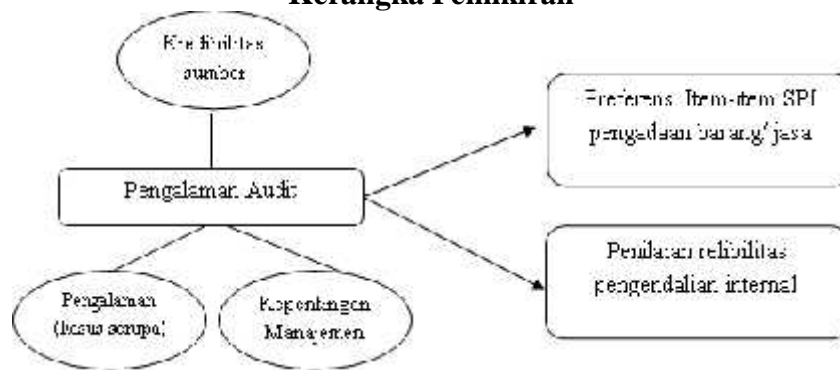 Kerangka Pemikiran
Kredibilitas
sumber
Preferensi Item-item SPI
pengadaan barang/ jasa
Pengalaman Audit
Penilaian relibilitas
pengendalian internal
Pengalaman
(kasus serupa)
Kepentingan
Manajemen